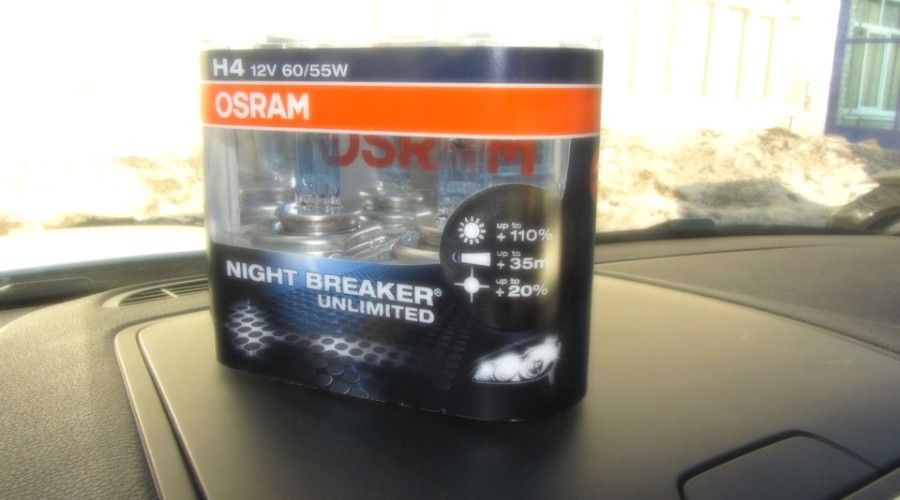 H4 12V 60/55W
OSRAM
OSRAM
up to
+ 110%
up to
+ 35m
up to
+ 20%
NIGHT BREAKER®
UNLIMITED